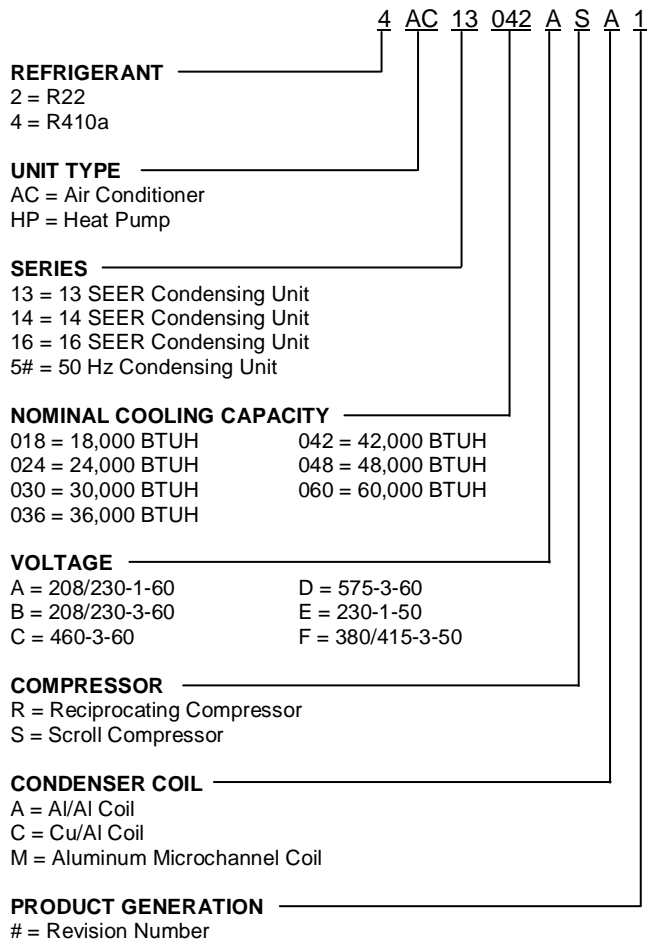 4 AC 13 042 A S A 1
REFRIGERANT
2 = R22
4 = R410a
UNIT TYPE
AC = Air Conditioner
HP = Heat Pump
SERIES
13 = 13 SEER Condensing Unit
14 = 14 SEER Condensing Unit
16 = 16 SEER Condensing Unit
5# = 50 Hz Condensing Unit
NOMINAL COOLING CAPACITY
018 = 18,000 BTUH 042 = 42,000 BTUH
024 = 24,000 BTUH 048 = 48,000 BTUH
030 = 30,000 BTUH 060 = 60,000 BTUH
036 = 36,000 BTUH
VOLTAGE
A = 208/230-1-60 D = 575-3-60
B = 208/230-3-60 E = 230-1-50
C = 460-3-60 F = 380/415-3-50
COMPRESSOR
R = Reciprocating Compressor
S = Scroll Compressor
CONDENSER COIL
A = Al/Al Coil
C = Cu/Al Coil
M = Aluminum Microchannel Coil
PRODUCT GENERATION
# = Revision Number